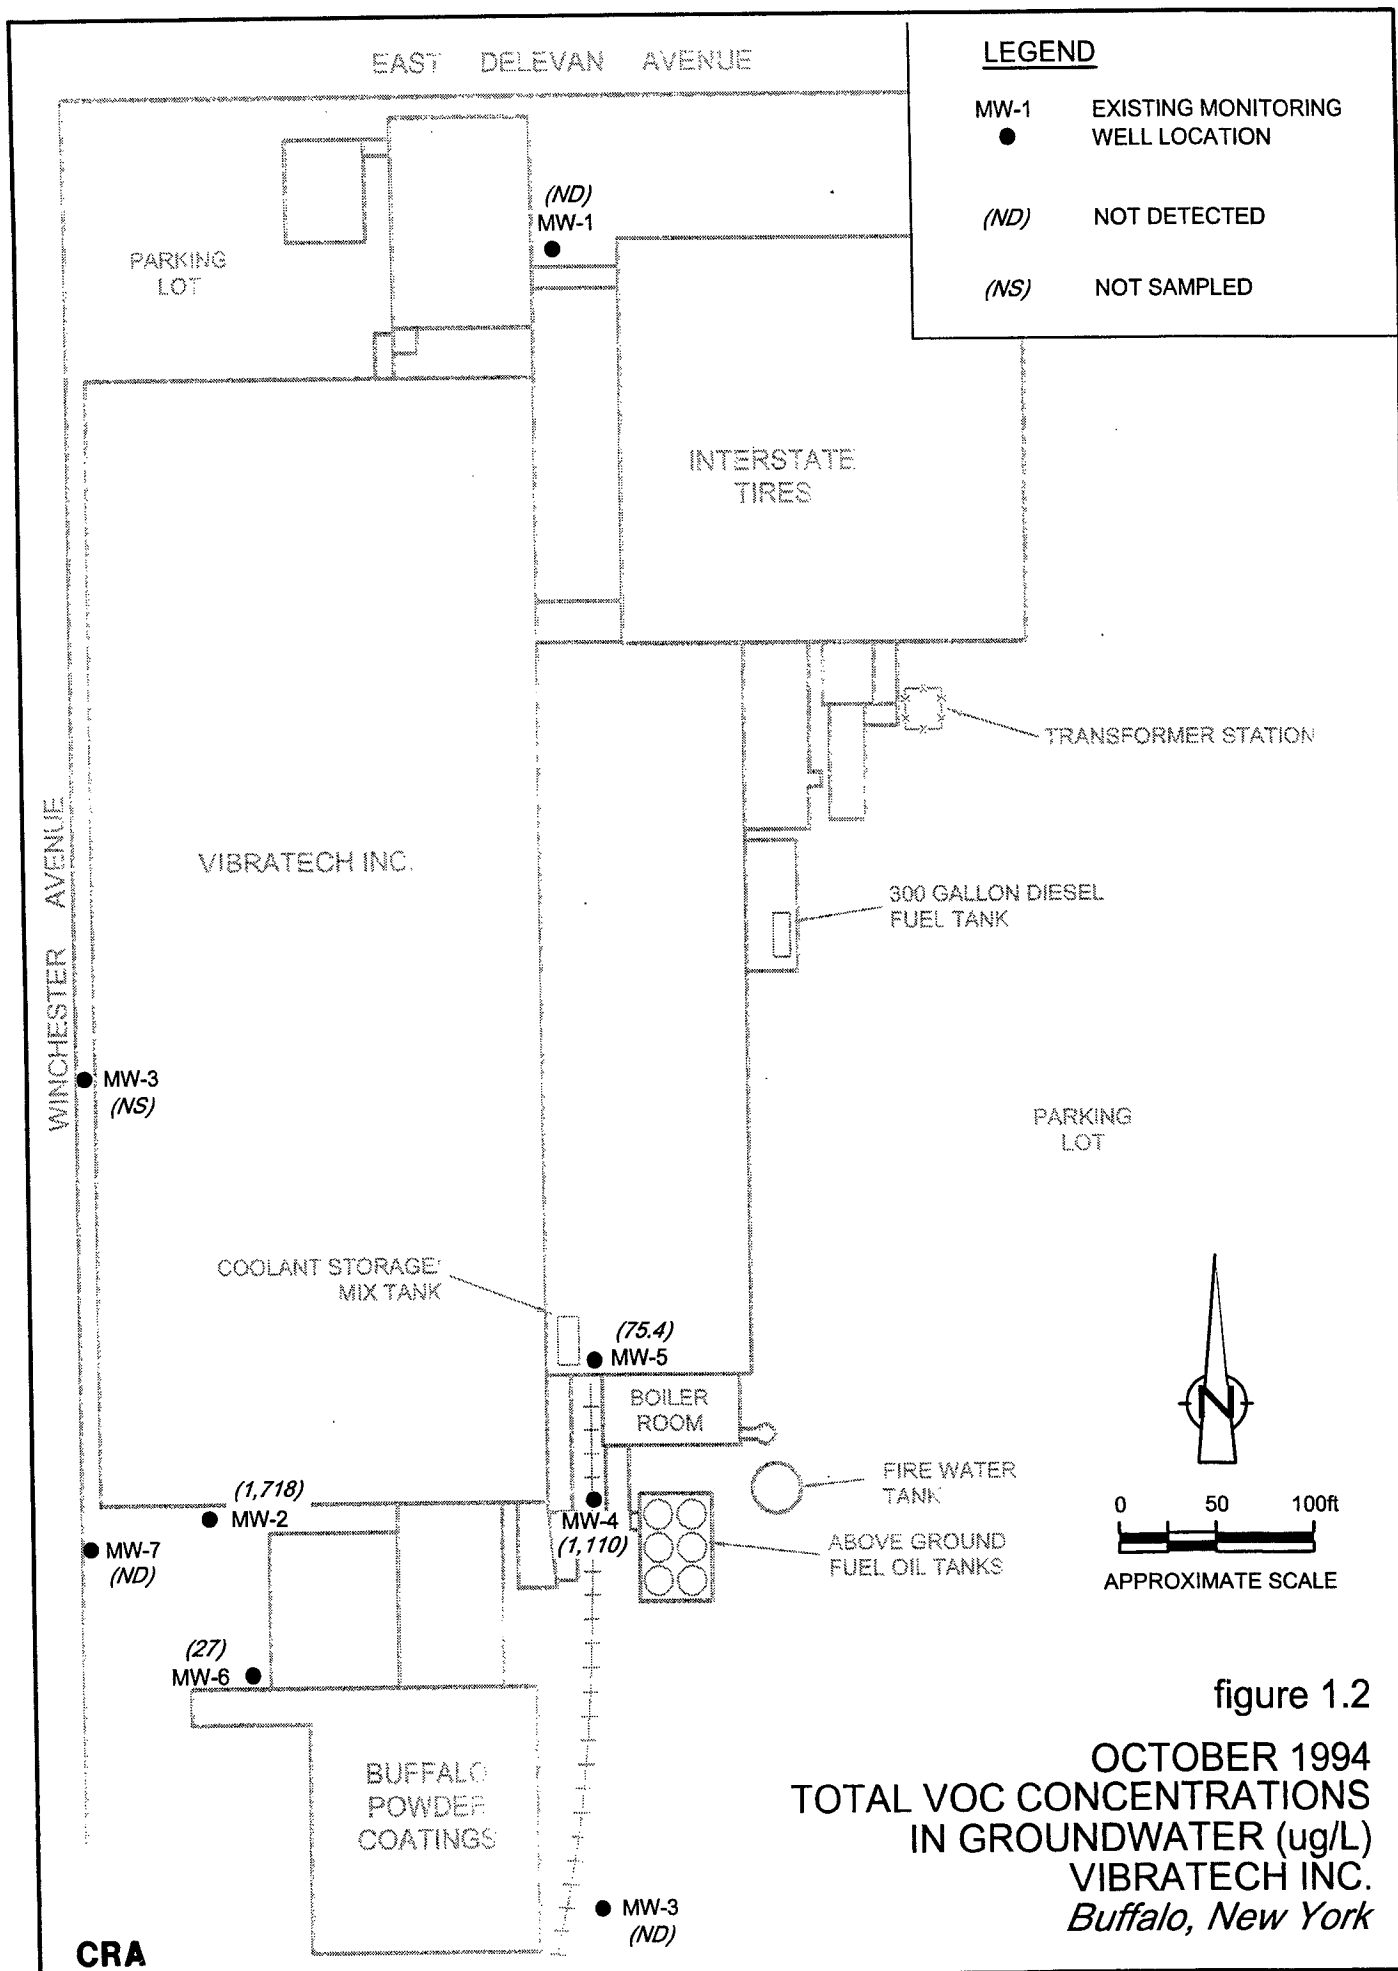 EAST DELEVAN AVENUE
LEGEND
MW-1 EXISTING MONITORING
WELL LOCATION
(ND) NOT DETECTED
(NS) NOT SAMPLED
(ND)
MW-1
PARKING
LOT
INTERSTATE
TIRES
TRANSFORMER STATION
WINCHESTER AVENUE
VIBRATECH INC.
300 GALLON DIESEL
FUEL TANK
MW-3
(NS)
PARKING
LOT
COOLANT STORAGE/
MIX TANK
(75.4)
MW-5
BOILER
ROOM
N
FIRE WATER
TANK
(1,718)
MW-2
MW-4
(1,110)
0 50 100ft
APPROXIMATE SCALE
MW-7
(ND)
ABOVE GROUND
FUEL OIL TANKS
(27)
MW-6
BUFFALO
POWDER
COATINGS
MW-3
(ND)
figure 1.2
OCTOBER 1994
TOTAL VOC CONCENTRATIONS
IN GROUNDWATER (ug/L)
VIBRATECH INC.
Buffalo, New York
CRA